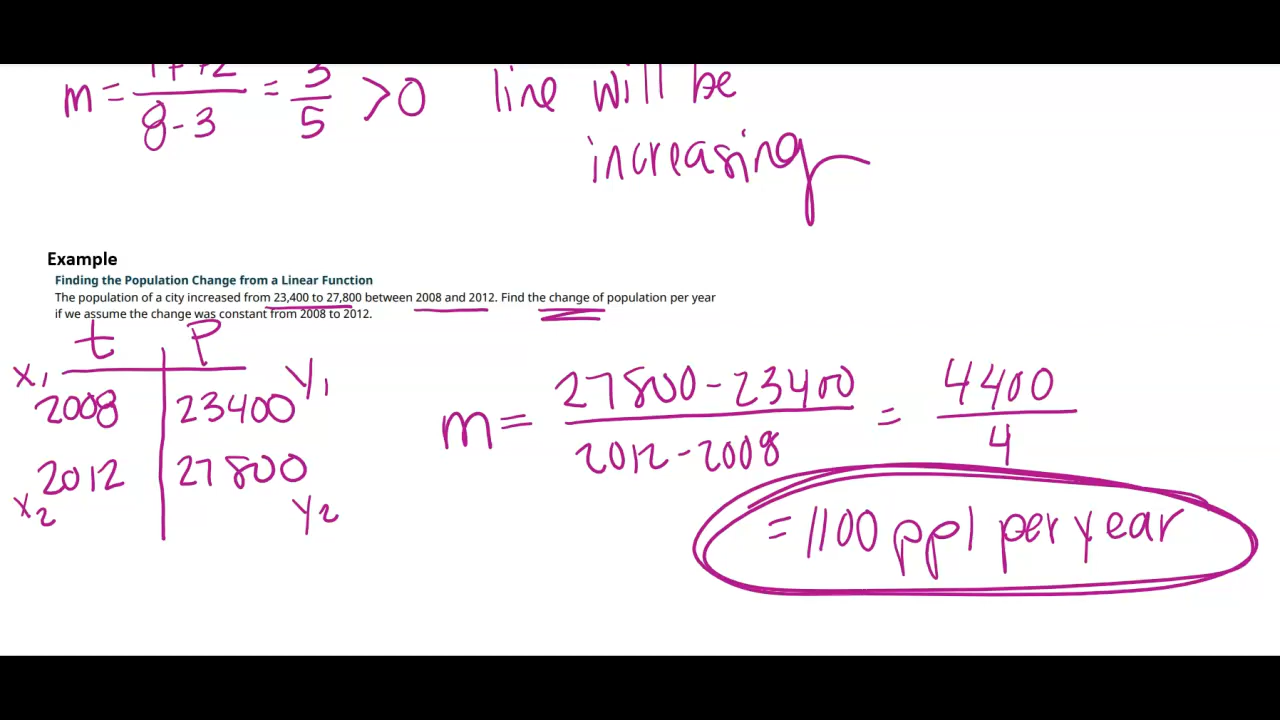 m = / 8 - 3 = 3/5 > 0 line will be
increasing
Example
Finding the Population Change from a Linear Function
The population of a city increased from 23,400 to 27,800 between 2008 and 2012. Find the change of population per year
if we assume the change was constant from 2008 to 2012.
t P
x1 y1
2008 23400
2012 27800
x2 y2
m = 27800 - 23400 / 2012 - 2008 = 4400 / 4
= 1100 ppl per year